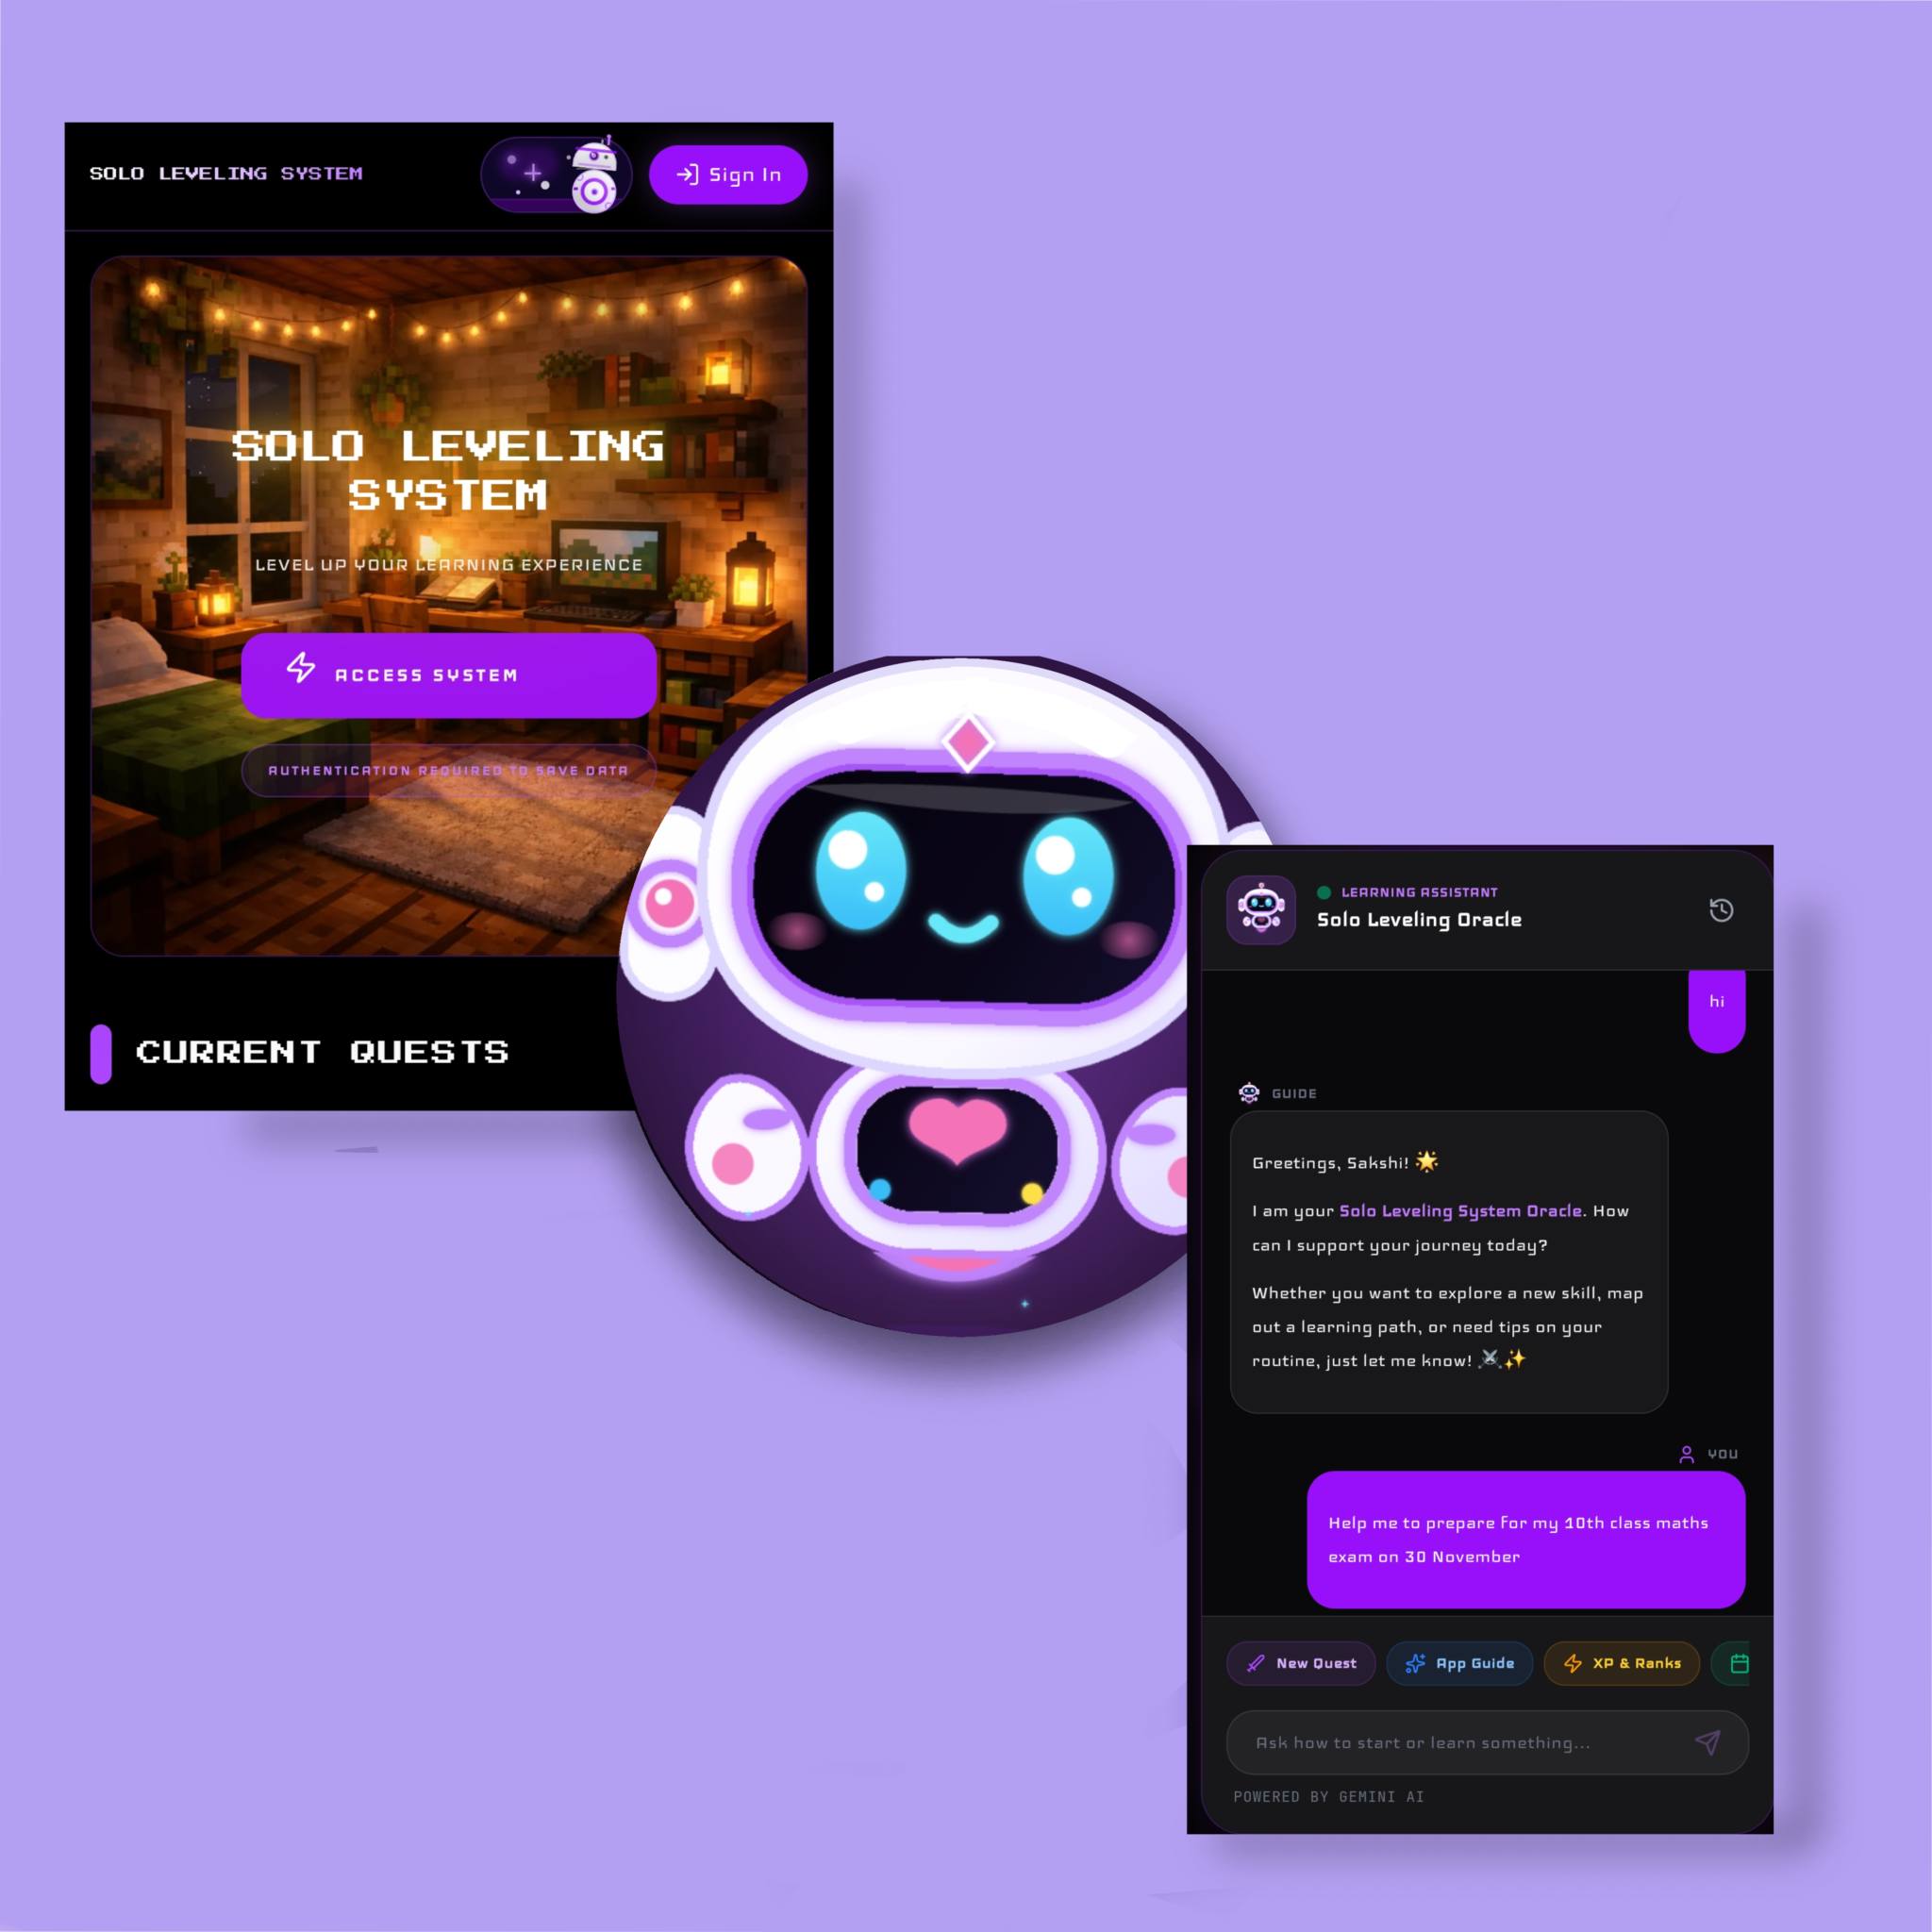 SOLO LEVELING SYSTEM
Sign In
SOLO LEVELING
SYSTEM
LEVEL UP YOUR LEARNING EXPERIENCE
ACCESS SYSTEM
AUTHENTICATION REQUIRED TO SAVE DATA
CURRENT QUESTS
LEARNING ASSISTANT
Solo Leveling Oracle
hi
GUIDE
Greetings, Sakshi! 🌟
I am your Solo Leveling System Oracle. How
can I support your journey today?
Whether you want to explore a new skill, map
out a learning path, or need tips on your
routine, just let me know! ⚔️✨
YOU
Help me to prepare for my 10th class maths
exam on 30 November
New Quest
App Guide
XP & Ranks
Ask how to start or learn something...
POWERED BY GEMINI AI